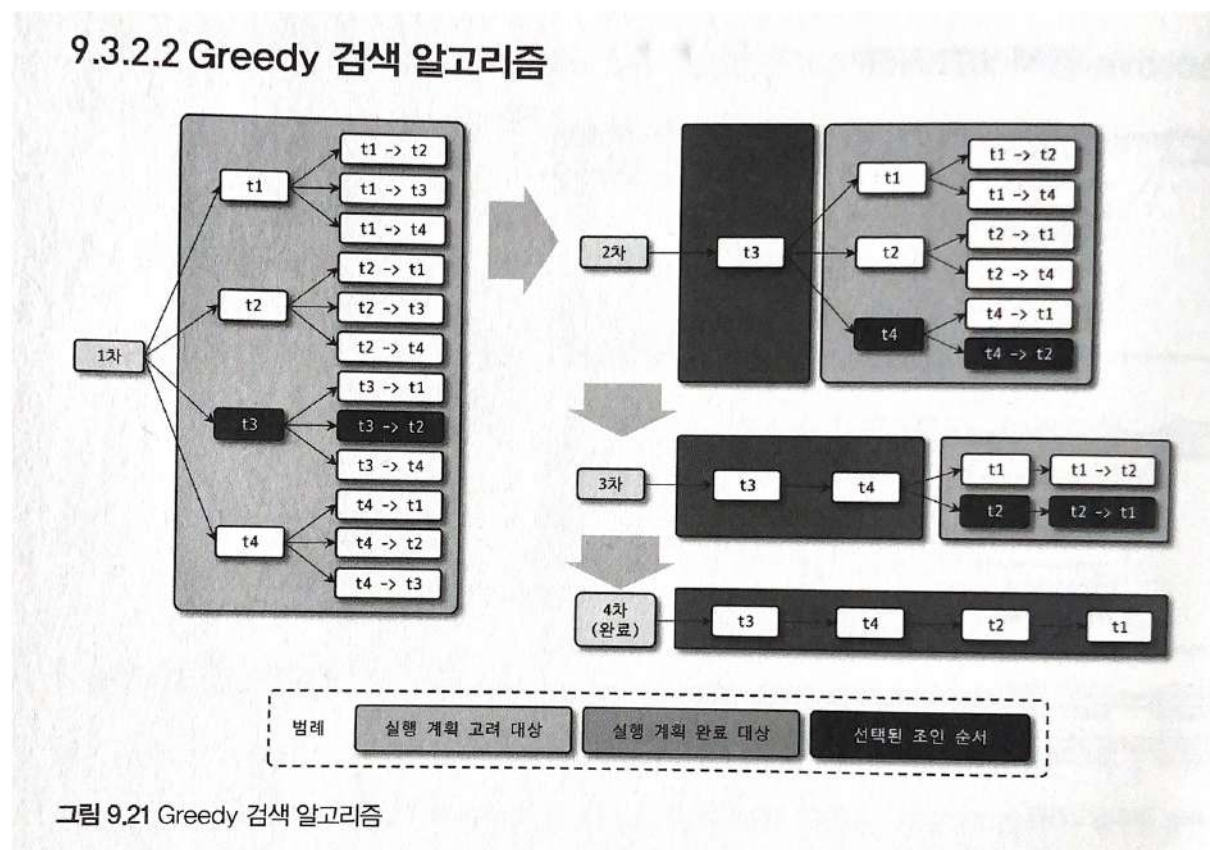 9.3.2.2 Greedy 검색 알고리즘
1차
t1
t1 -> t2
t1 -> t3
t1 -> t4
t2
t2 -> t1
t2 -> t3
t2 -> t4
t3
t3 -> t1
t3 -> t2
t3 -> t4
t4
t4 -> t1
t4 -> t2
t4 -> t3
2차
t3
t1
t1 -> t2
t1 -> t4
t2
t2 -> t1
t2 -> t4
t4
t4 -> t1
t4 -> t2
3차
t3
t4
t1
t1 -> t2
t2
t2 -> t1
4차
(완료)
t3
t4
t2
t1
범례
실행 계획 고려 대상
실행 계획 완료 대상
선택된 조인 순서
그림 9.21 Greedy 검색 알고리즘